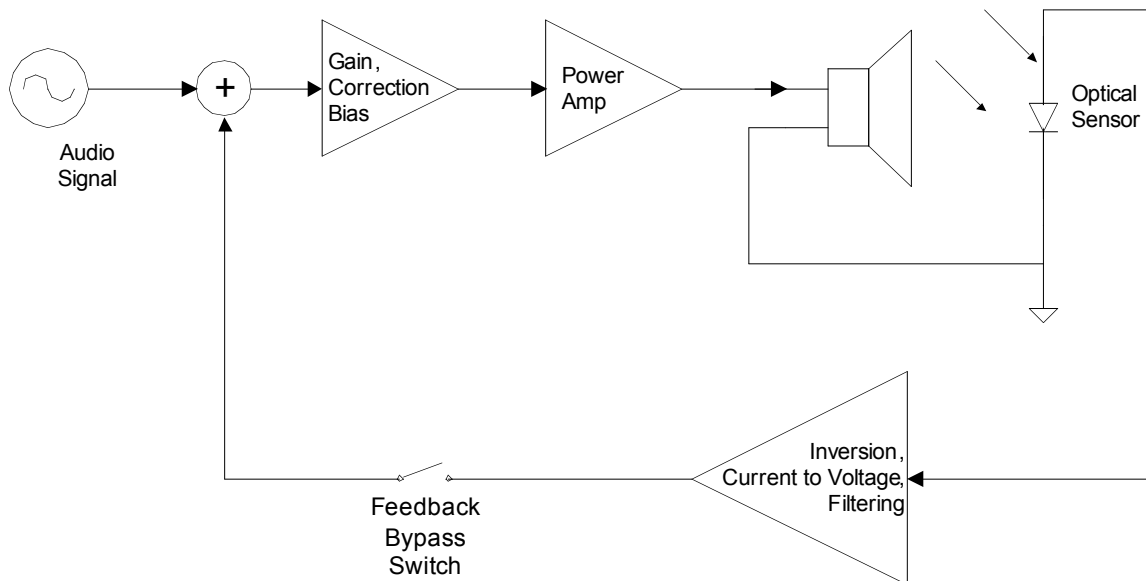 Gain,
Correction
Bias
Power
Amp
Optical
Sensor
+
Audio
Signal
Inversion,
Current to Voltage,
Filtering
Feedback
Bypass
Switch